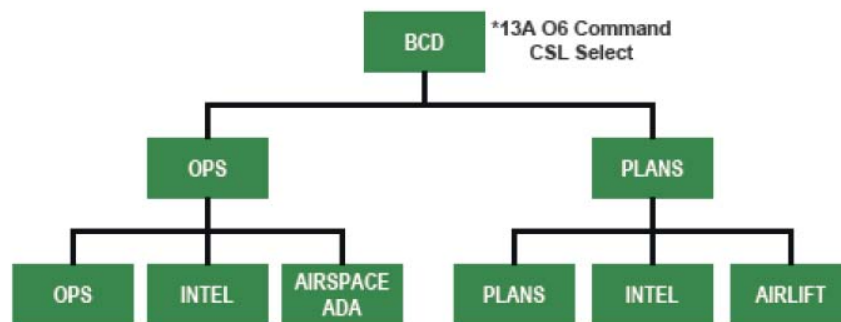 BCD
*13A O6 Command
CSL Select
OPS
PLANS
OPS
INTEL
AIRSPACE
ADA
PLANS
INTEL
AIRLIFT